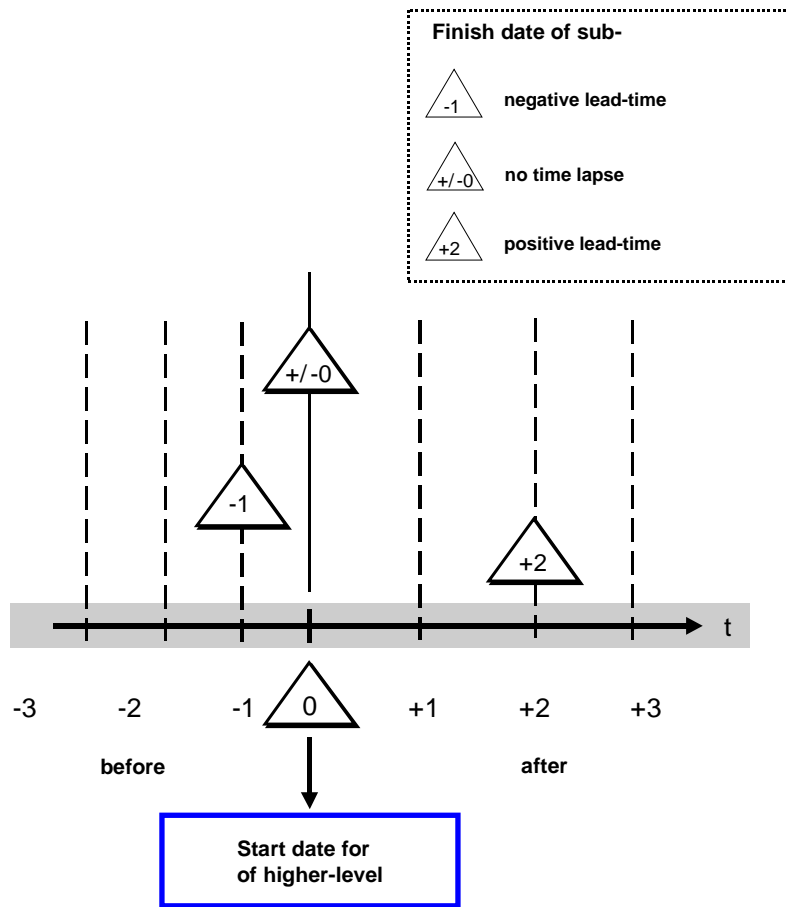 Finish date of sub-
-1 negative lead-time
+/-0 no time lapse
+2 positive lead-time
+/-0
-1
+2
t
-3 -2 -1 0 +1 +2 +3
before after
Start date for
of higher-level